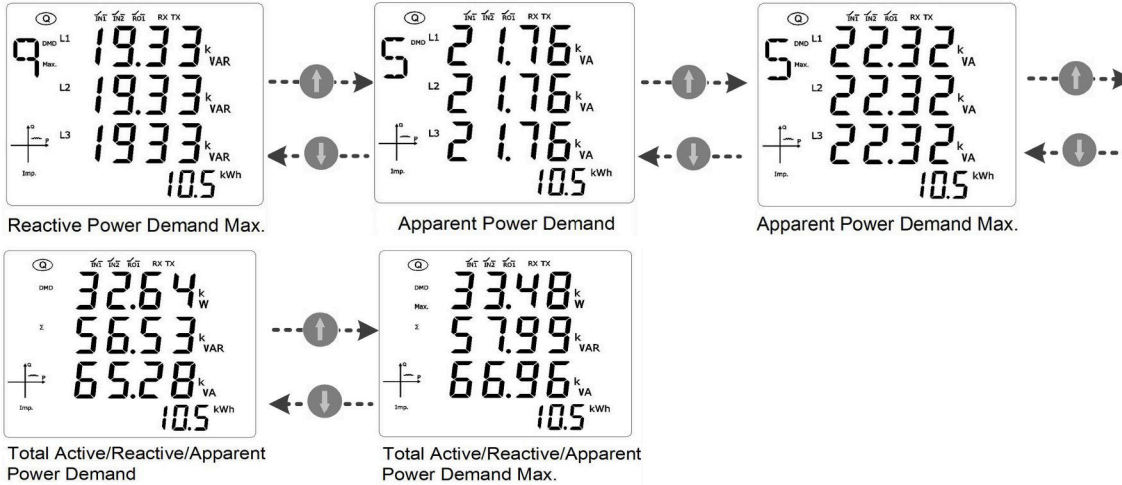 Q IN1 IN2 RO1 RX TX
q DMD Max. L1 19.33 k VAR
L2 19.33 k VAR
L3 1933 k VAR
Q P
Imp.
10.5 kWh
Reactive Power Demand Max.
Q IN1 IN2 RO1 RX TX
S DMD L1 21.76 k VA
L2 21.76 k VA
L3 21.76 k VA
Q P
Imp.
10.5 kWh
Apparent Power Demand
Q IN1 IN2 RO1 RX TX
S DMD Max. L1 22.32 k VA
L2 22.32 k VA
L3 22.32 k VA
Q P
Imp.
10.5 kWh
Apparent Power Demand Max.
Q IN1 IN2 RO1 RX TX
DMD 32.64 k W
Σ 56.53 k VAR
65.28 k VA
Q P
Imp.
10.5 kWh
Total Active/Reactive/Apparent
Power Demand
Q IN1 IN2 RO1 RX TX
DMD Max. 33.48 k W
Σ 57.99 k VAR
66.96 k VA
Q P
Imp.
10.5 kWh
Total Active/Reactive/Apparent
Power Demand Max.